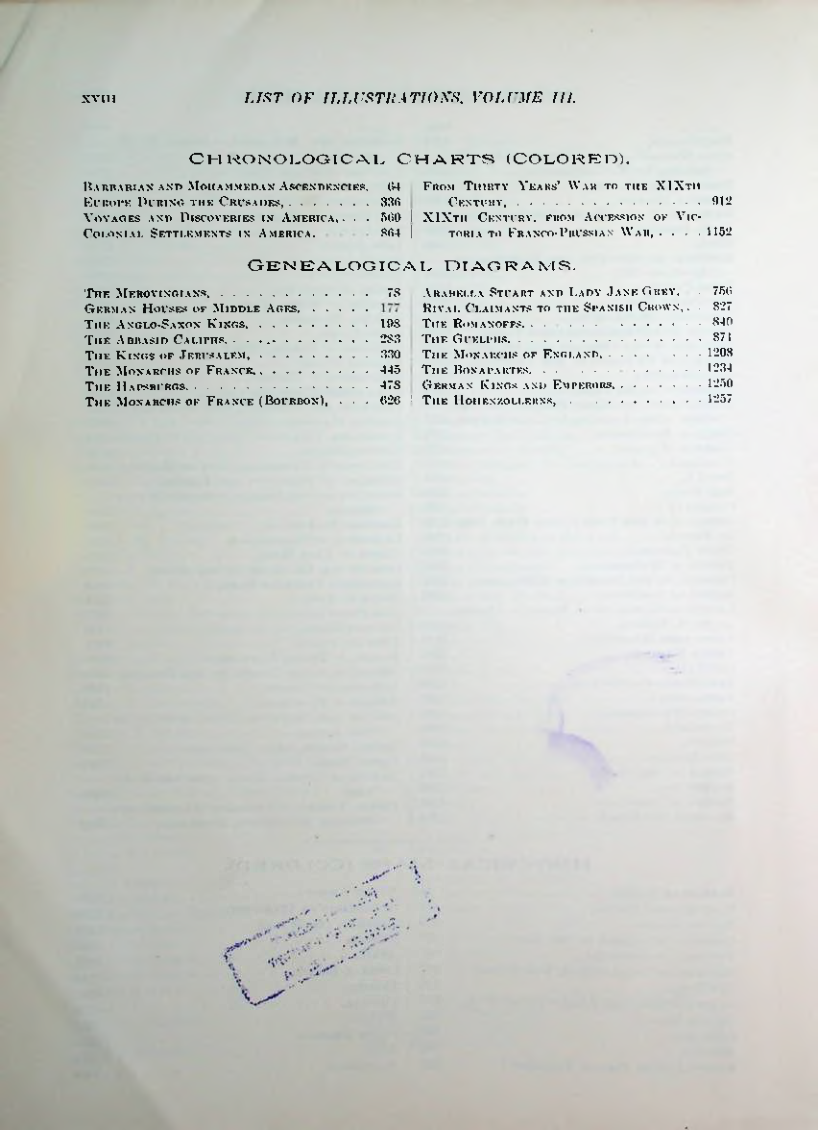 XVIII
LIST OF ILLUSTRATIONS, VOLUME III.
CHRONOLOGICAL CHARTS (COLORED).
BARBARIAN AND MOHAMMEDAN ASCENDENCIES, 64
EUROPE DURING THE CRUSADES, . . . . . . . 336
VOYAGES AND DISCOVERIES IN AMERICA, . . . 560
COLONIAL SETTLEMENTS IN AMERICA. 864
FROM THIRTY YEARS' WAR TO THE XIXTH
CENTURY, . . . . . . . . . . . . . . . 912
XIXTH CENTURY, FROM ACCESSION OF VIC-
TORIA TO FRANCO-PRUSSIAN WAR, . . . . 1152
GENEALOGICAL DIAGRAMS.
THE MEROVINGIANS, . . . . . . . . . . . . 78
GERMAN HOUSES OF MIDDLE AGES, . . . . . . 177
THE ANGLO-SAXON KINGS, . . . . . . . . . 198
THE ABBASID CALIPHS. . . . . . . . . . . 283
THE KINGS OF JERUSALEM, . . . . . . . . . 330
THE MONARCHS OF FRANCE, . . . . . . . . . 445
THE HAPSBURGS. . . . . . . . . . . . . . 478
THE MONARCHS OF FRANCE (BOURBON), . . . 626
ARABELLA STUART AND LADY JANE GREY, . 756
RIVAL CLAIMANTS TO THE SPANISH CROWN, . 827
THE ROMANOFFS. . . . . . . . . . . . . . 840
THE GUELPHS. . . . . . . . . . . . . . . 871
THE MONARCHS OF ENGLAND, . . . . . . . . 1208
THE BONAPARTES. . . . . . . . . . . . . . 1234
GERMAN KINGS AND EMPERORS, . . . . . . . 1250
THE HOHENZOLLERNS, . . . . . . . . . . . 1257